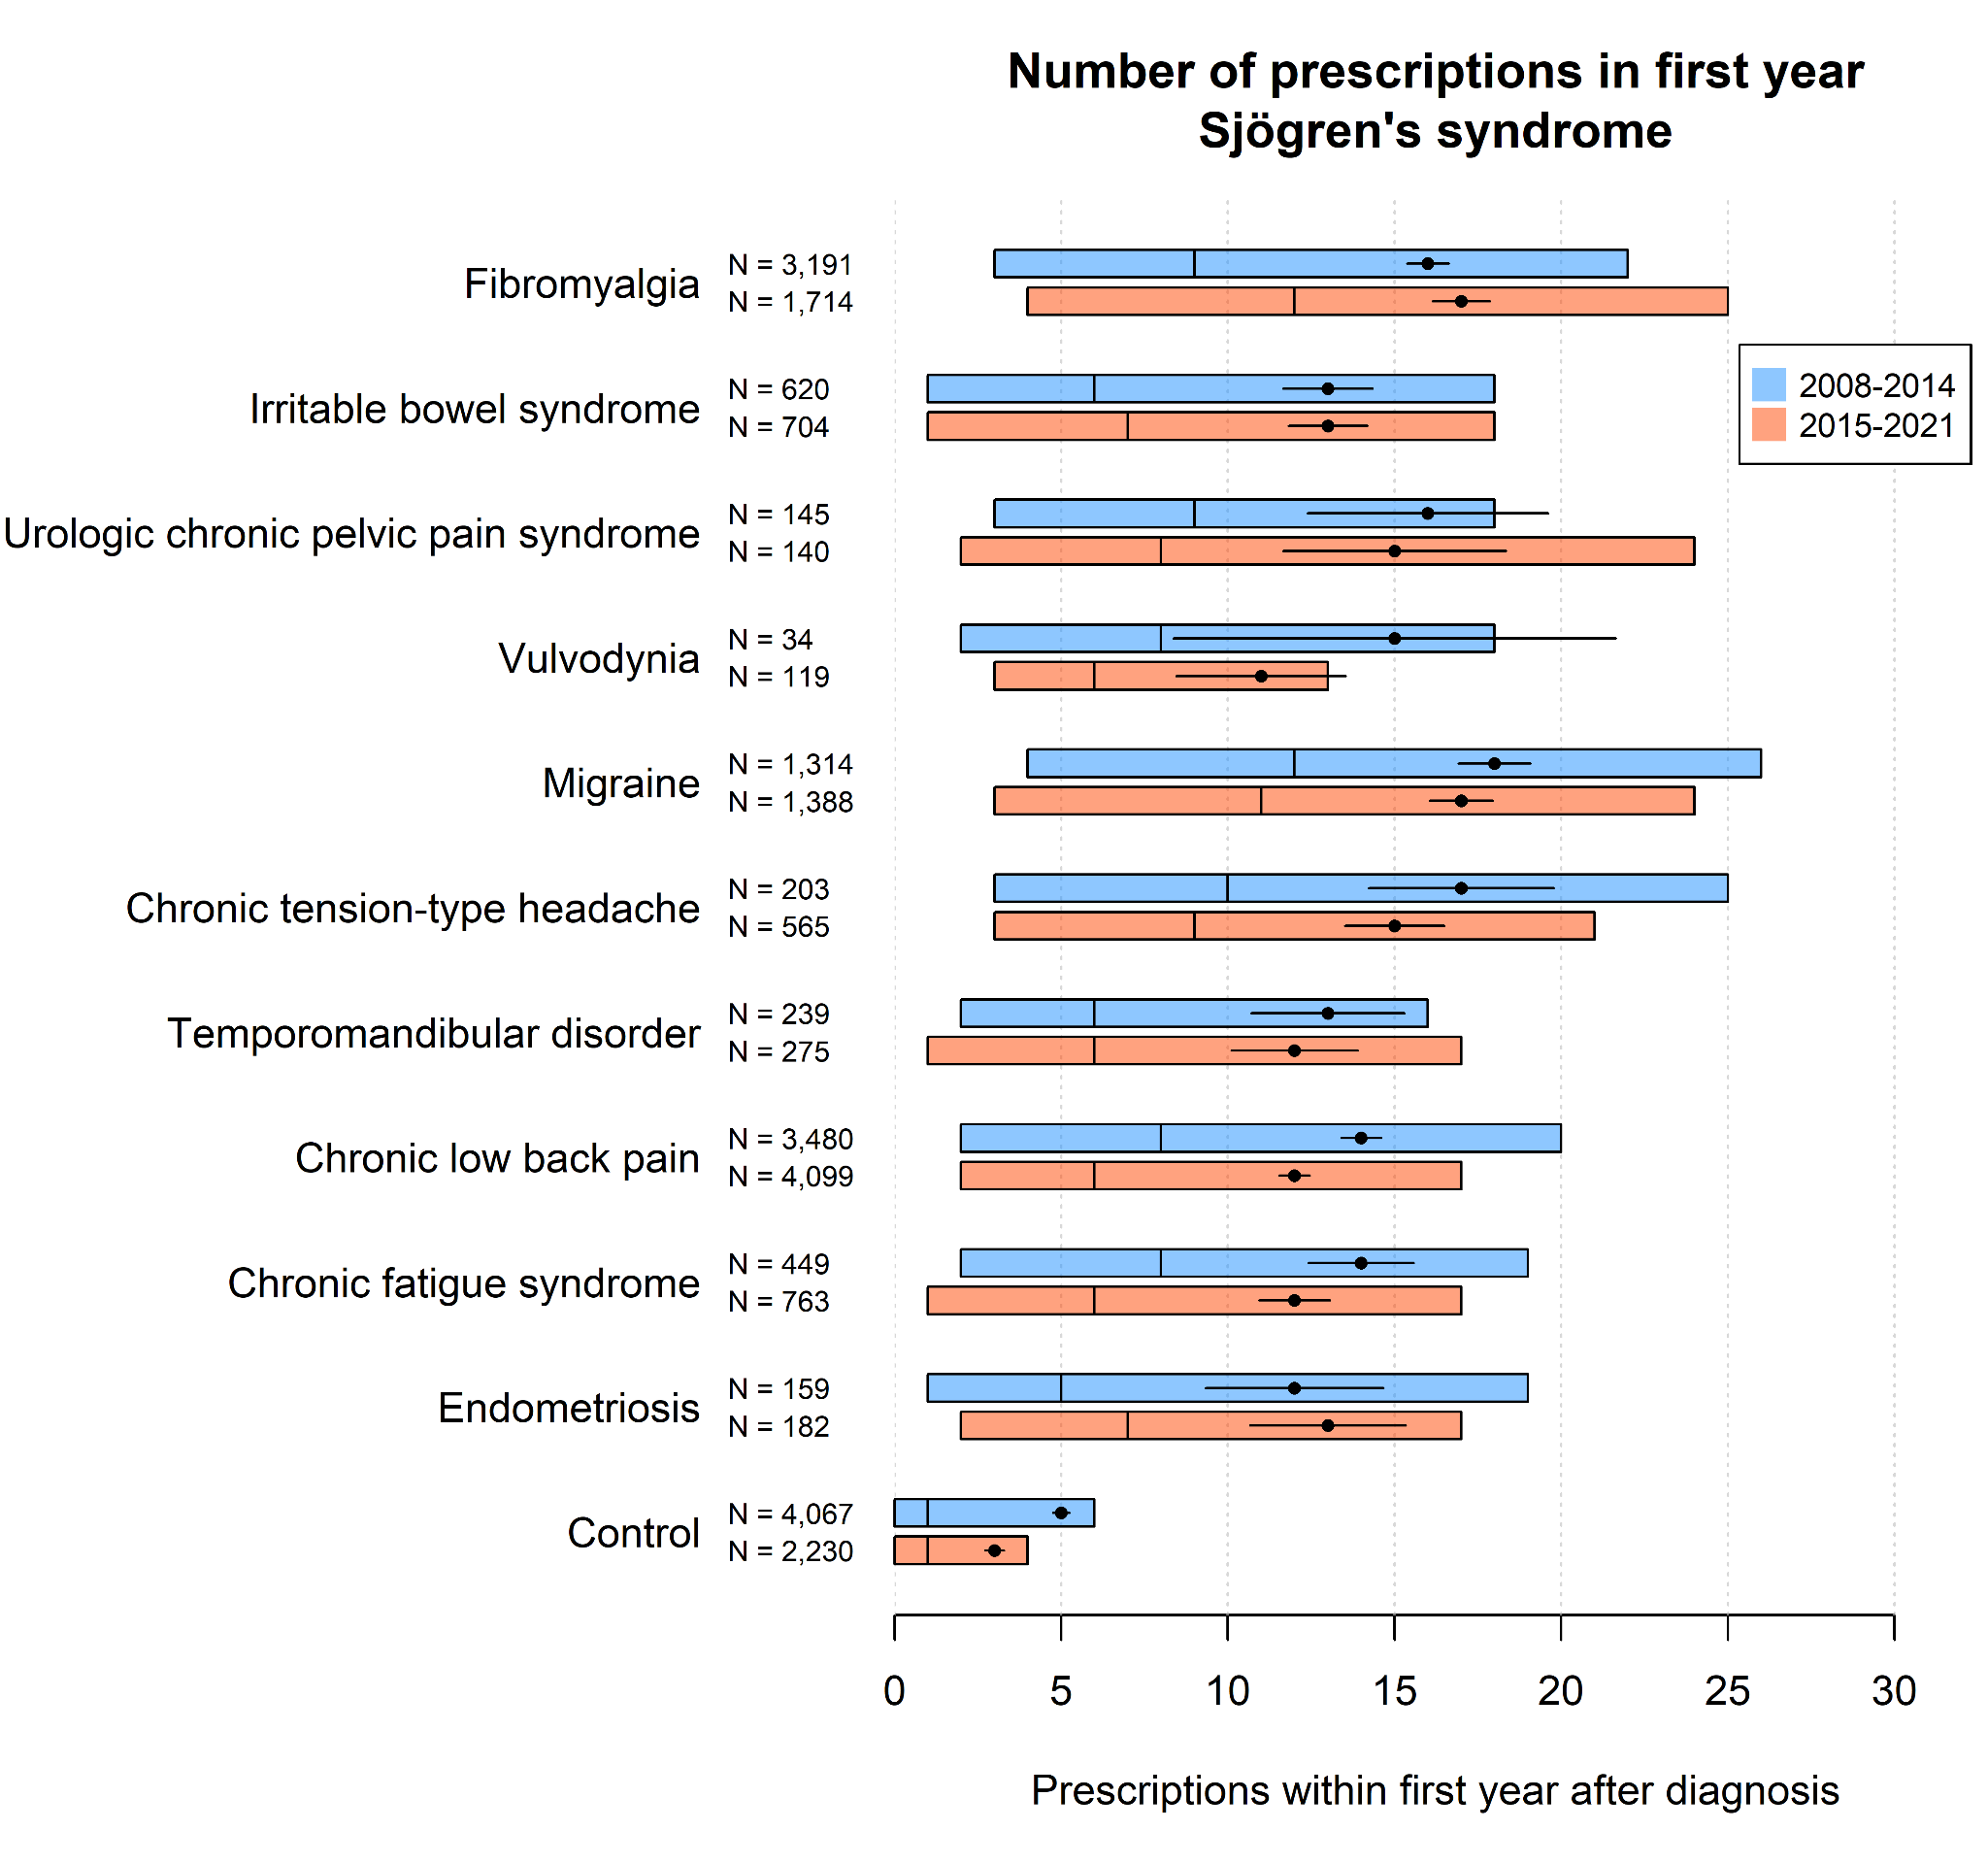 Number of prescriptions in first year
Sjögren's syndrome
Fibromyalgia
N = 3,191
N = 1,714
2008-2014
2015-2021
Irritable bowel syndrome
N = 620
N = 704
Urologic chronic pelvic pain syndrome
N = 145
N = 140
Vulvodynia
N = 34
N = 119
Migraine
N = 1,314
N = 1,388
Chronic tension-type headache
N = 203
N = 565
Temporomandibular disorder
N = 239
N = 275
Chronic low back pain
N = 3,480
N = 4,099
Chronic fatigue syndrome
N = 449
N = 763
Endometriosis
N = 159
N = 182
Control
N = 4,067
N = 2,230
0 5 10 15 20 25 30
Prescriptions within first year after diagnosis